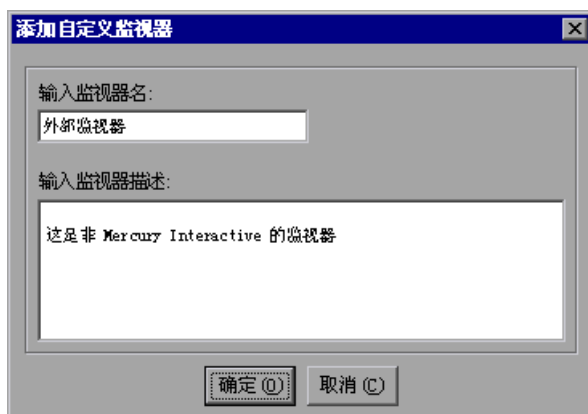 添加自定义监视器
输入监视器名:
外部监视器
输入监视器描述:
这是非 Mercury Interactive 的监视器
确定(O) 取消(C)